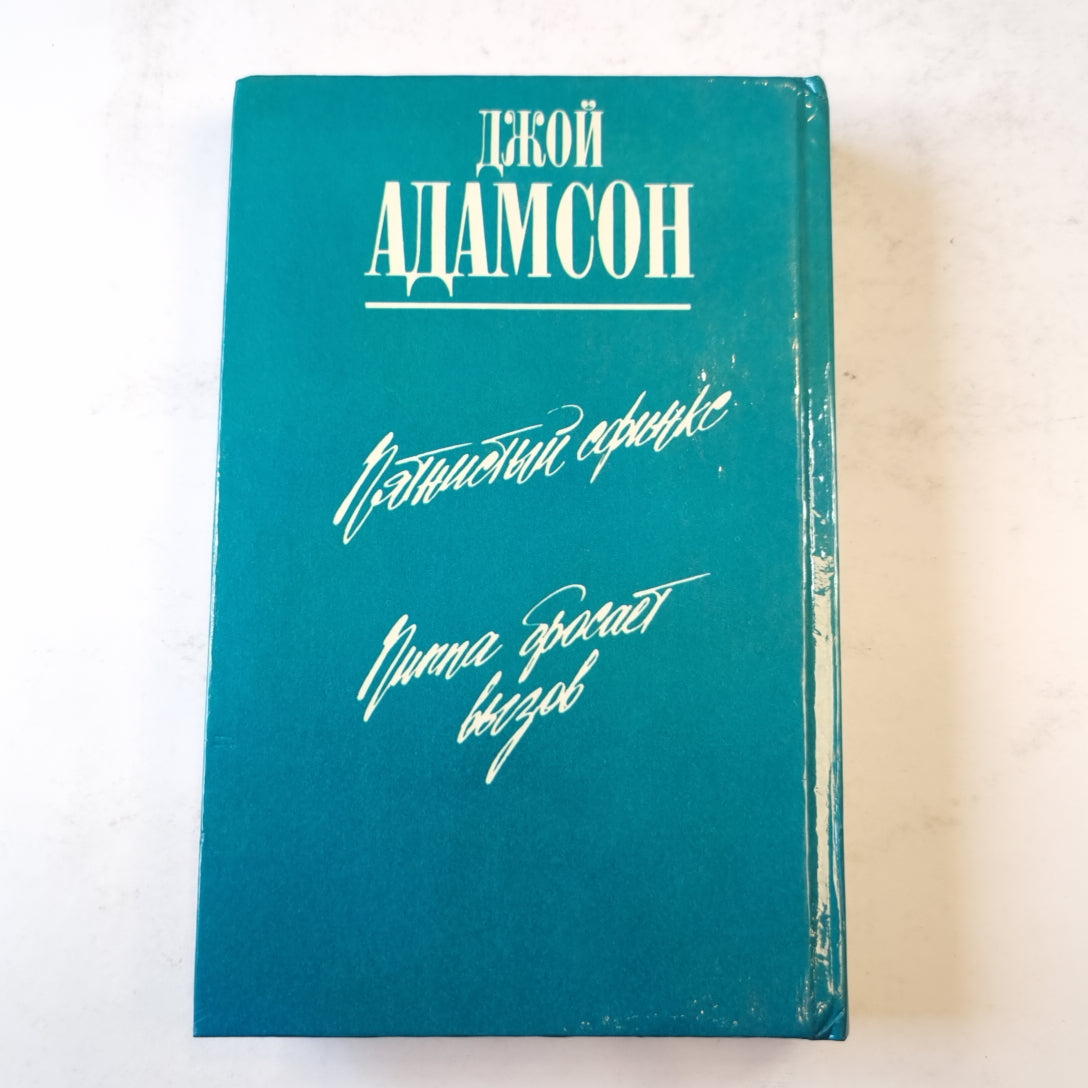 ДЖОЙ
АДАМСОН
Пятнистый сфинкс
Пиппа бросает
вызов